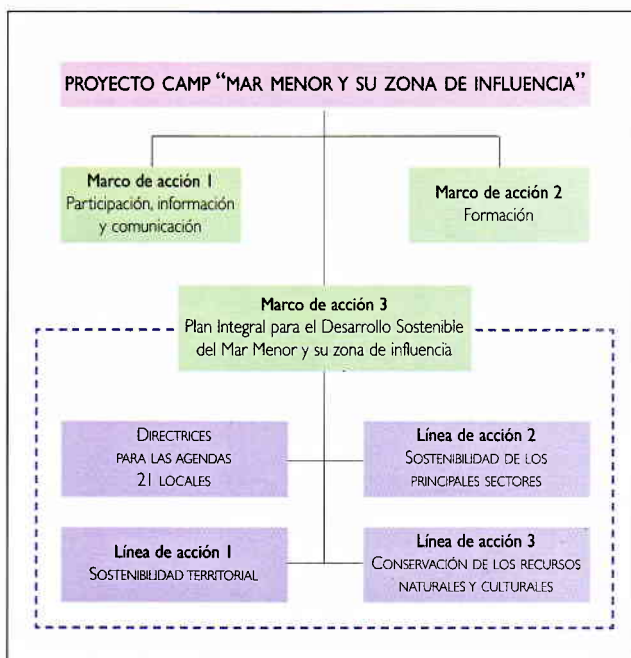 PROYECTO CAMP “MAR MENOR Y SU ZONA DE INFLUENCIA”
Marco de acción 1
Participación, información
y comunicación
Marco de acción 2
Formación
Marco de acción 3
Plan Integral para el Desarrollo Sostenible
del Mar Menor y su zona de influencia
DIRECTRICES
PARA LAS AGENDAS
21 LOCALES
Línea de acción 2
SOSTENIBILIDAD DE LOS
PRINCIPALES SECTORES
Línea de acción 1
SOSTENIBILIDAD TERRITORIAL
Línea de acción 3
CONSERVACIÓN DE LOS RECURSOS
NATURALES Y CULTURALES